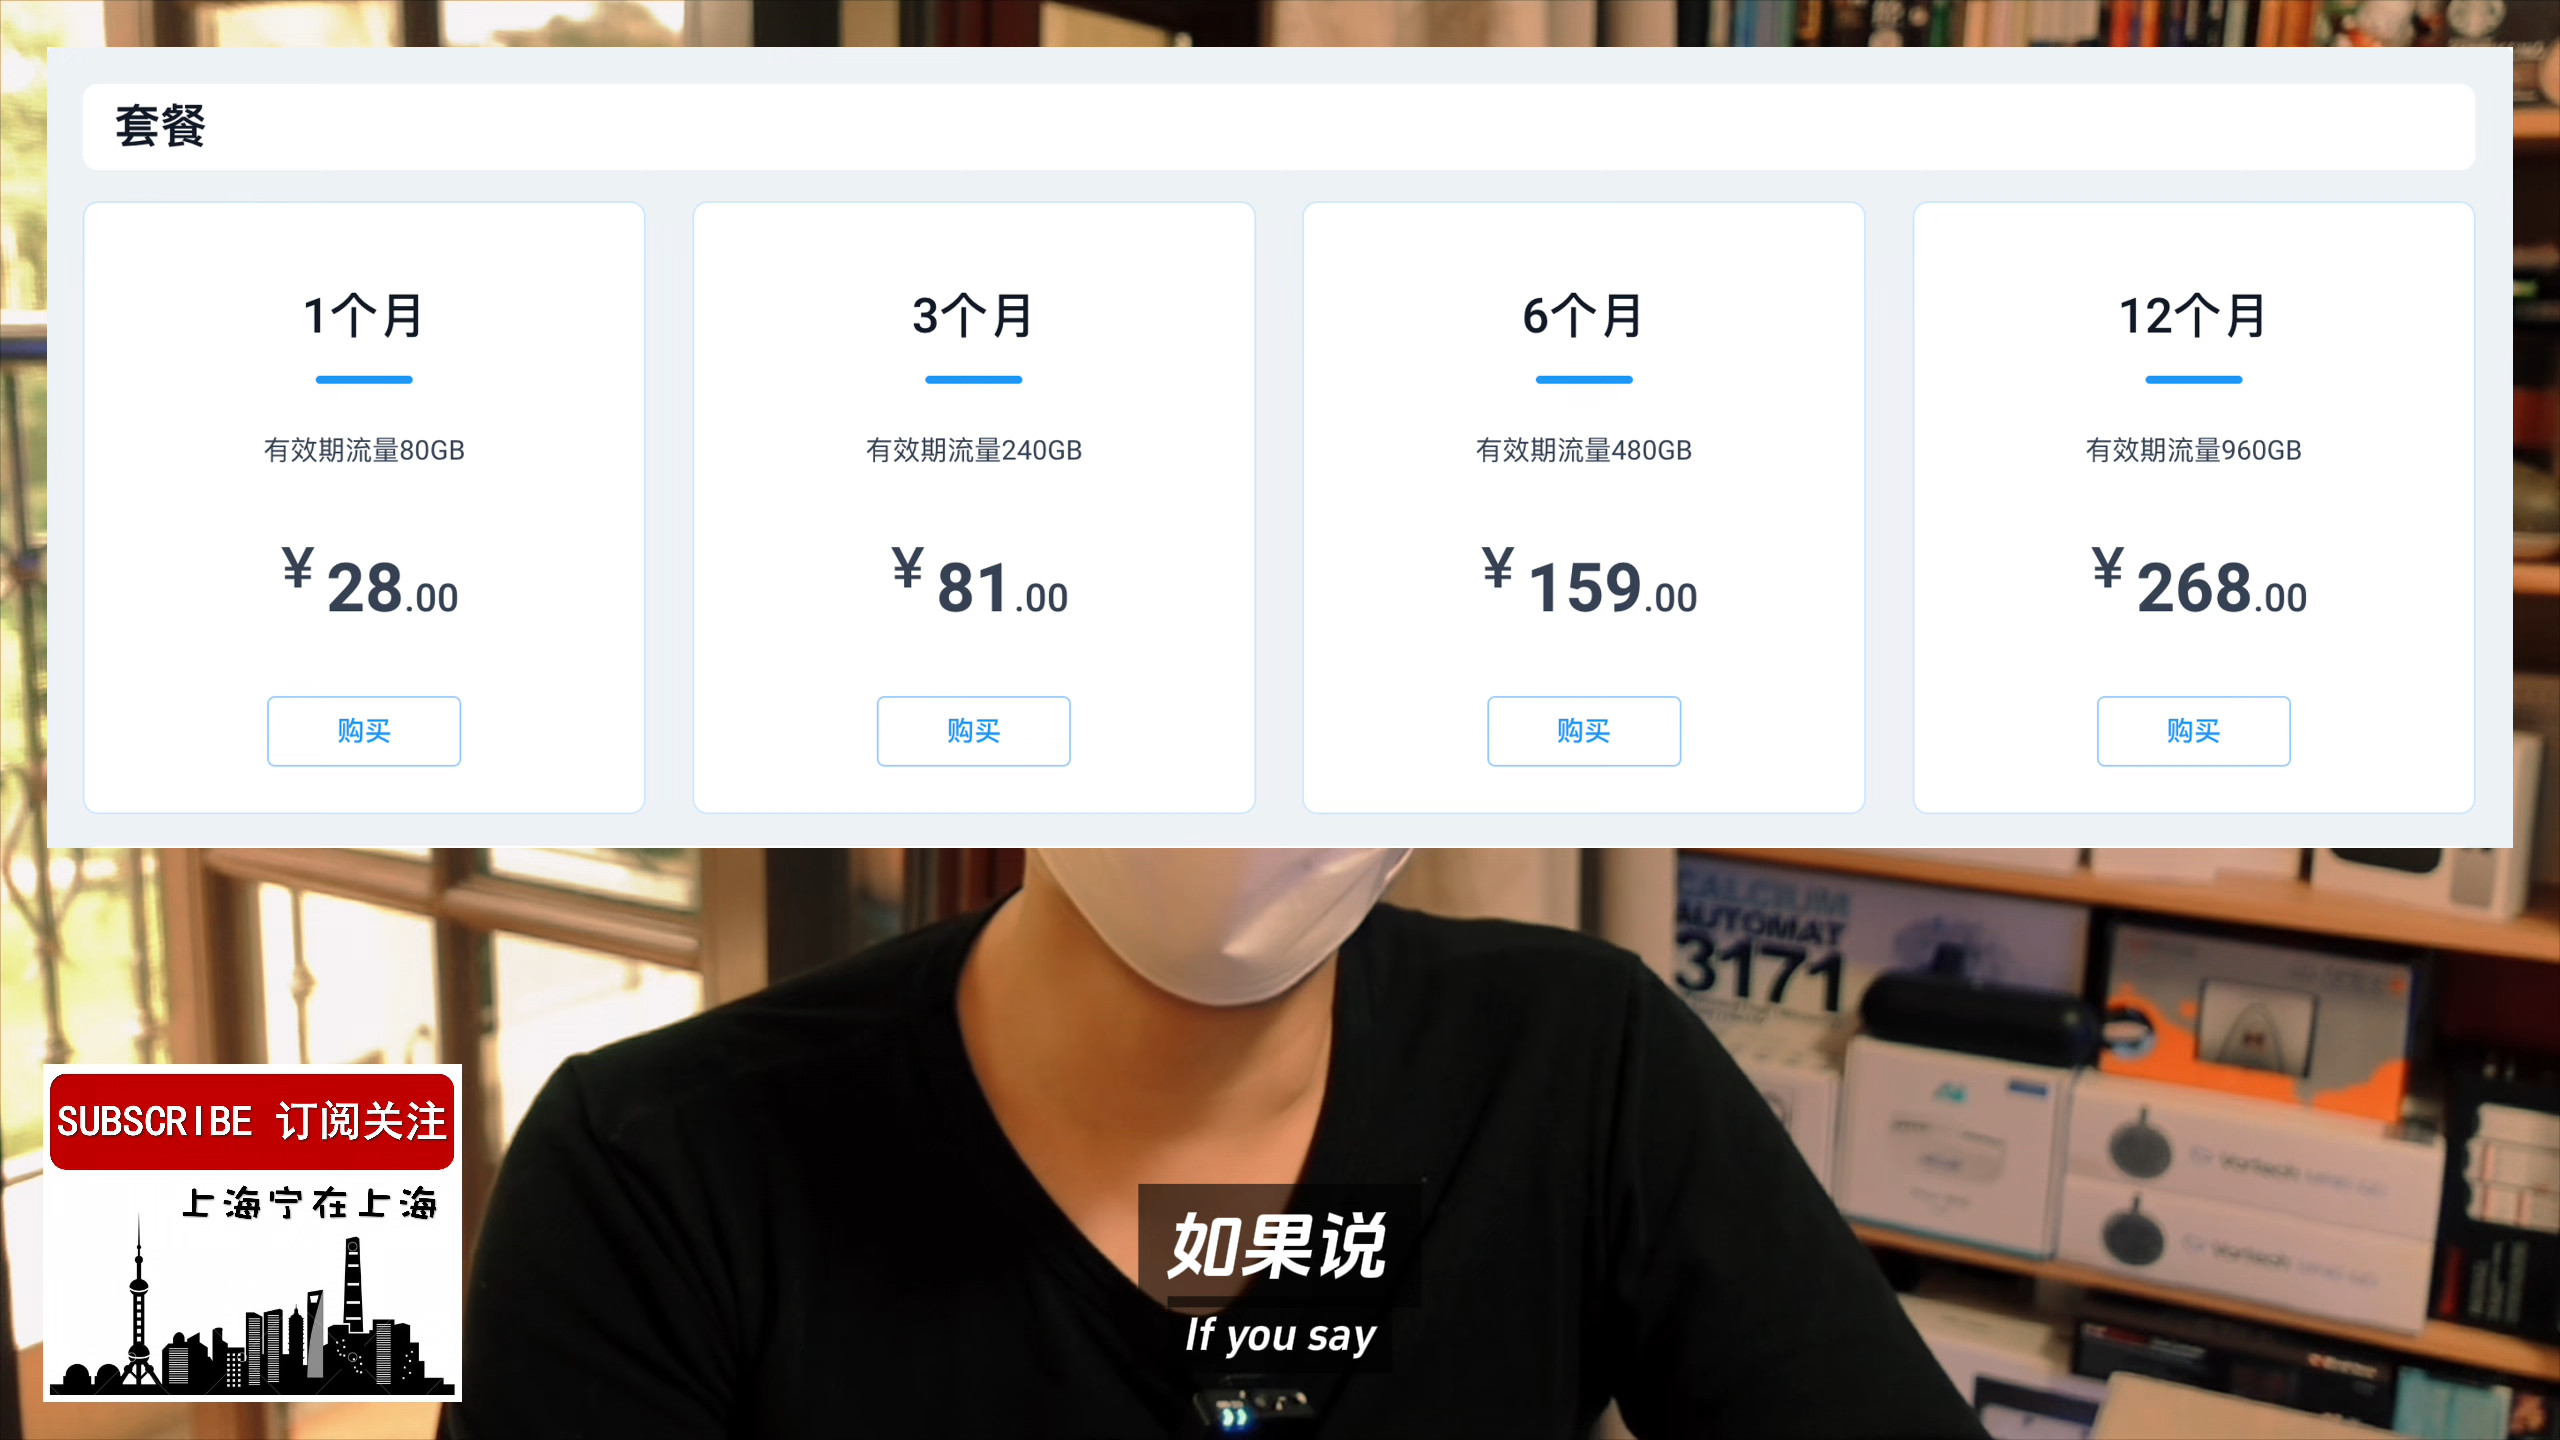 套餐
1个月
有效期流量80GB
¥28.00
购买
3个月
有效期流量240GB
¥81.00
购买
6个月
有效期流量480GB
¥159.00
购买
12个月
有效期流量960GB
¥268.00
购买
CALCIUM
AUTOMAT
3171
SUBSCRIBE 订阅关注
上海宁在上海
如果说
If you say